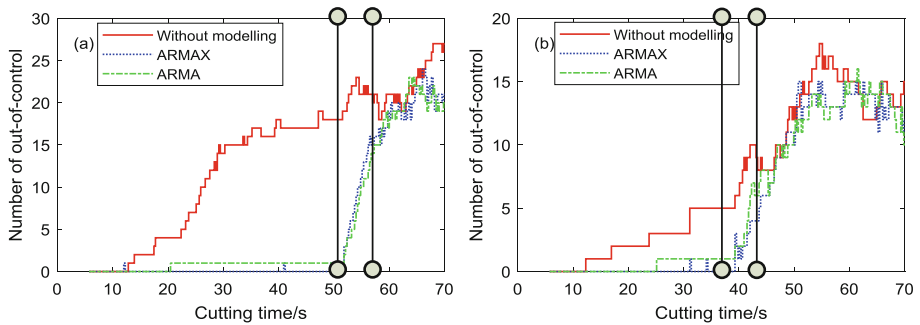 (a)
Without modelling
ARMAX
ARMA
Number of out-of-control
30
25
20
15
10
5
0
0 10 20 30 40 50 60 70
Cutting time/s
(b)
Without modelling
ARMAX
ARMA
Number of out-of-control
20
15
10
5
0
0 10 20 30 40 50 60 70
Cutting time/s